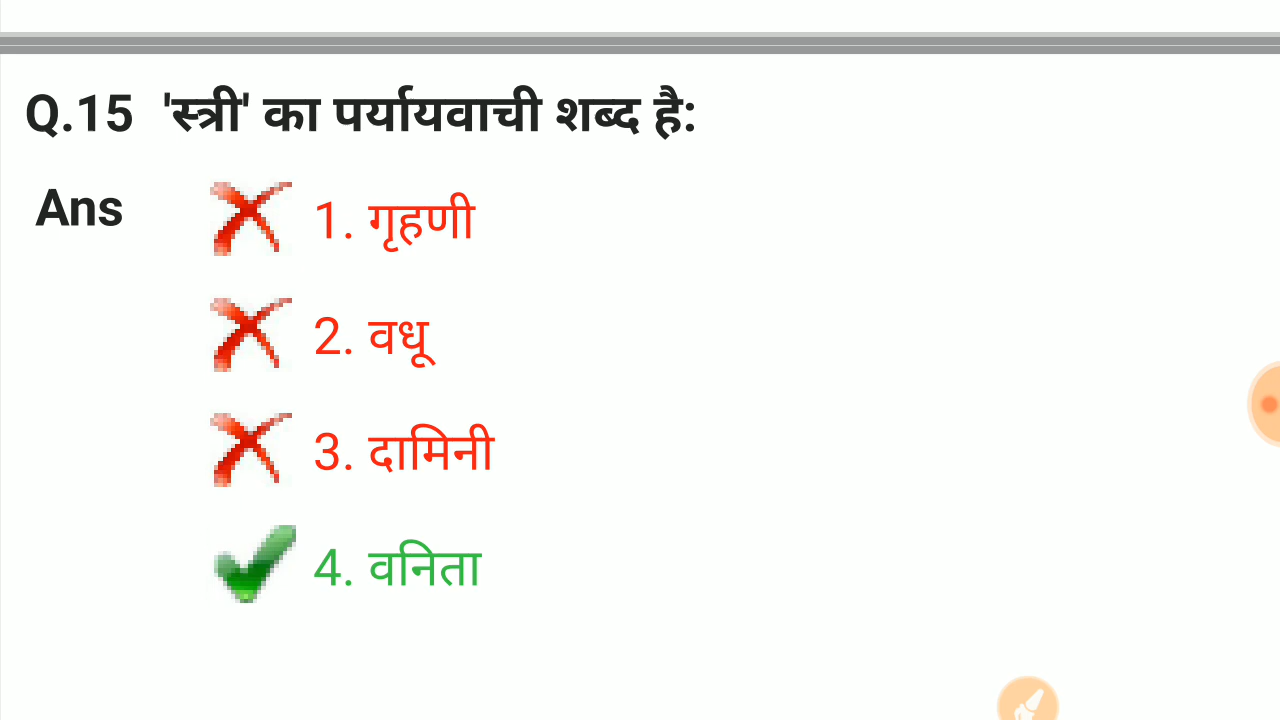 Q.15 'स्त्री' का पर्यायवाची शब्द है:
Ans 1. गृहणी
2. वधू
3. दामिनी
4. वनिता